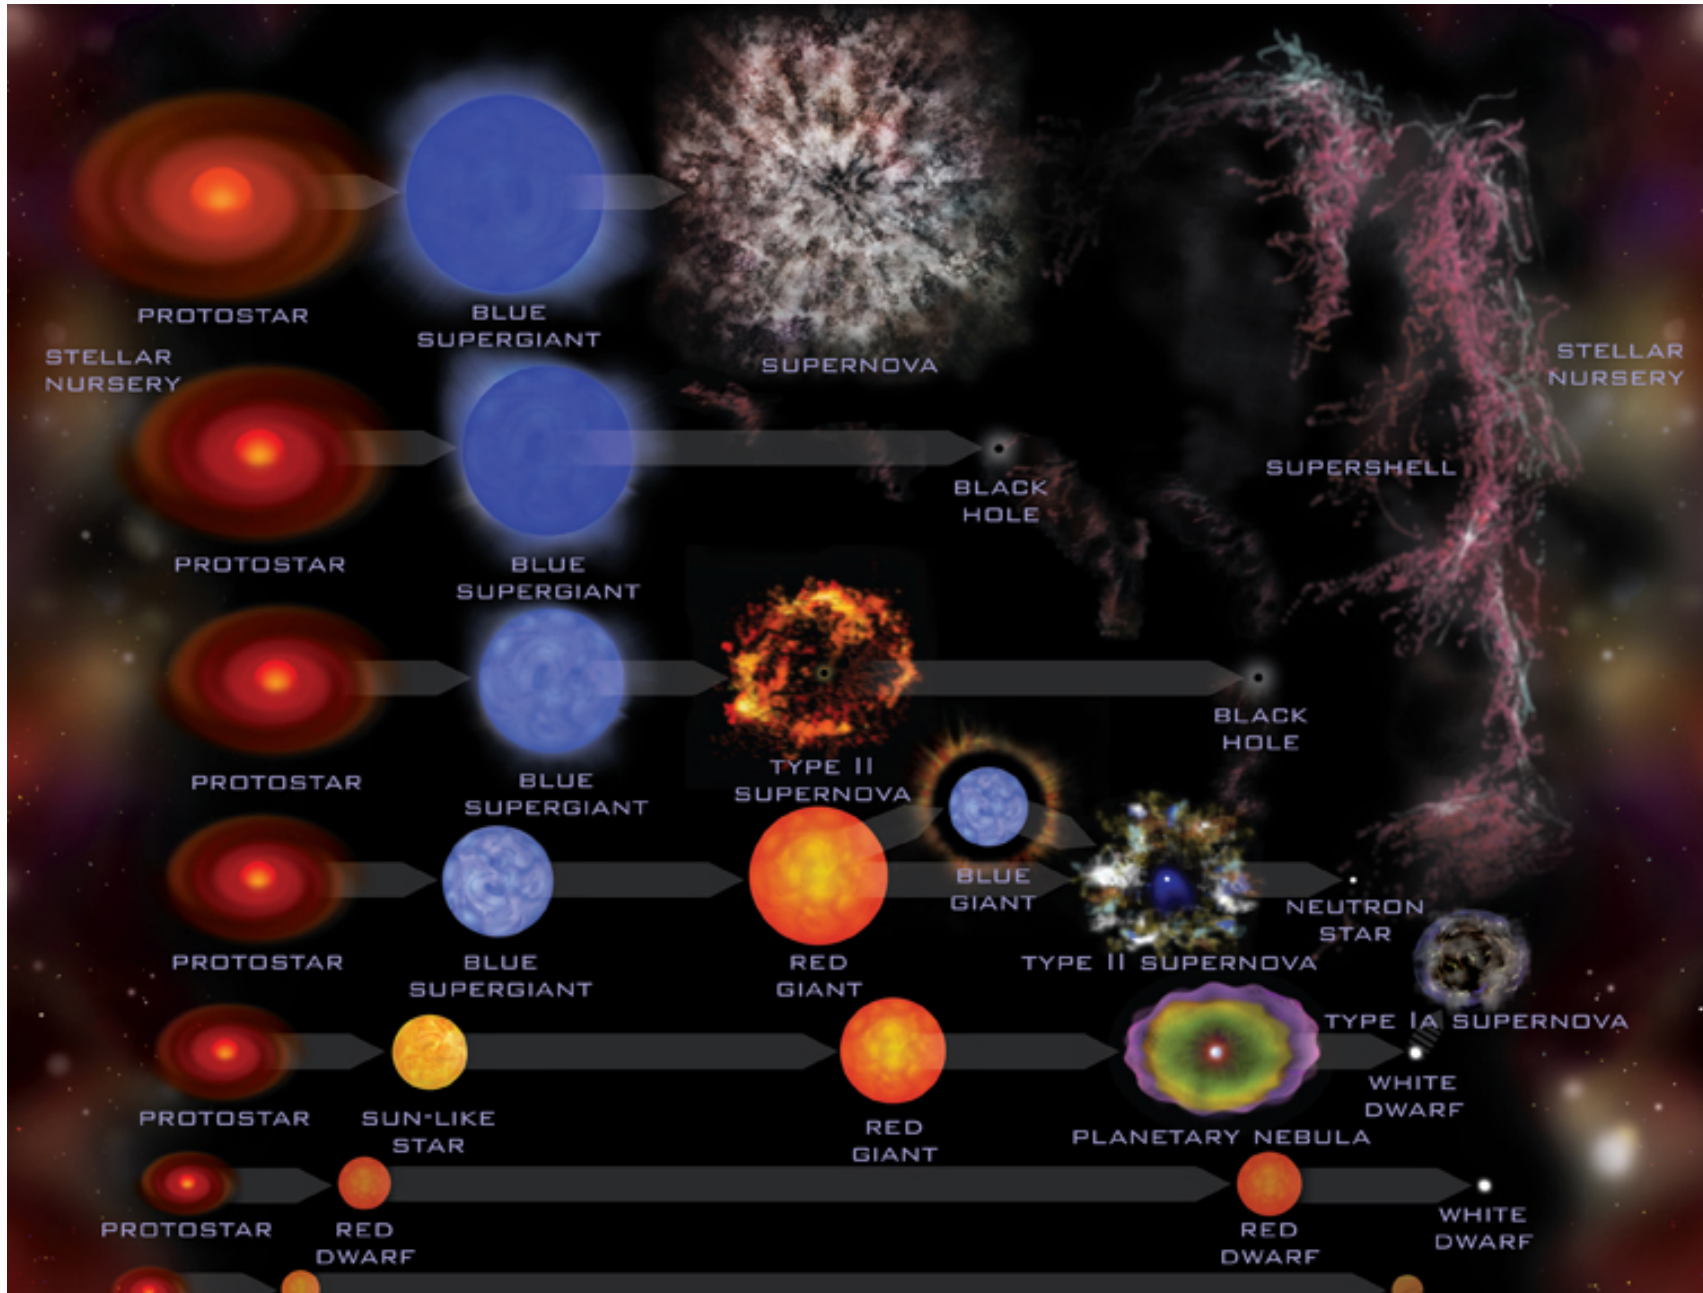 PROTOSTAR
BLUE
SUPERGIANT
SUPERNOVA
STELLAR
NURSERY
STELLAR
NURSERY
SUPERSHELL
PROTOSTAR
BLUE
SUPERGIANT
BLACK
HOLE
PROTOSTAR
BLUE
SUPERGIANT
TYPE II
SUPERNOVA
BLACK
HOLE
PROTOSTAR
BLUE
SUPERGIANT
RED
GIANT
BLUE
GIANT
TYPE II SUPERNOVA
NEUTRON
STAR
TYPE IA SUPERNOVA
PROTOSTAR
SUN-LIKE
STAR
RED
GIANT
PLANETARY NEBULA
WHITE
DWARF
PROTOSTAR
RED
DWARF
RED
DWARF
WHITE
DWARF